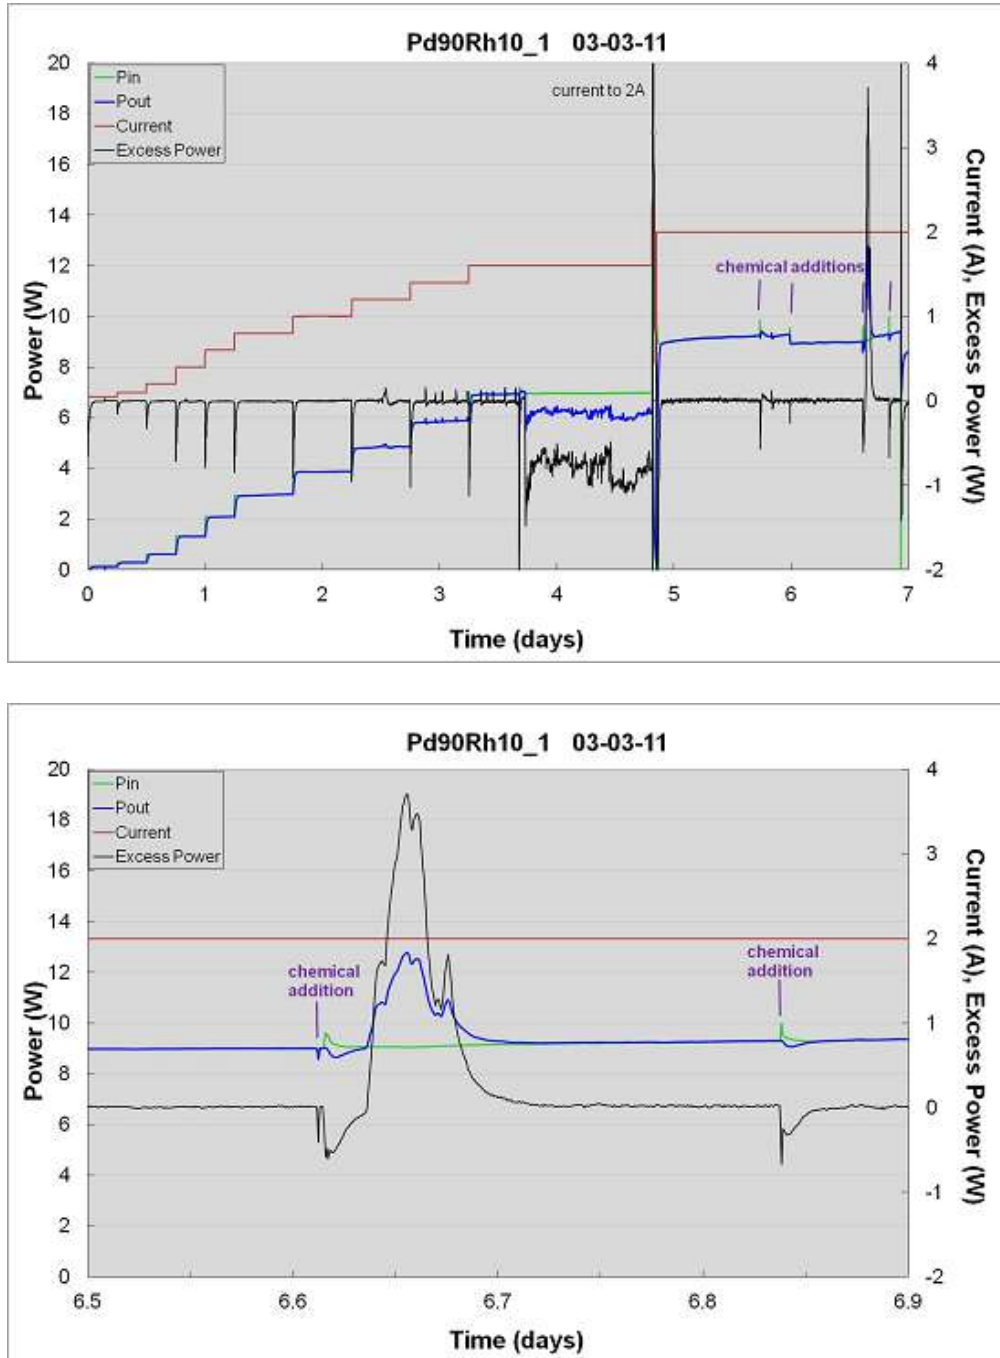 Pd90Rh10_1 03-03-11
Pin
Pout
Current
Excess Power
current to 2A
chemical additions
20
18
16
14
12
10
8
6
4
2
0
Power (W)
4
3
2
1
0
-1
-2
Current (A), Excess Power (W)
0 1 2 3 4 5 6 7
Time (days)
Pd90Rh10_1 03-03-11
Pin
Pout
Current
Excess Power
chemical
addition
chemical
addition
20
18
16
14
12
10
8
6
4
2
0
Power (W)
4
3
2
1
0
-1
-2
Current (A), Excess Power (W)
6.5 6.6 6.7 6.8 6.9
Time (days)